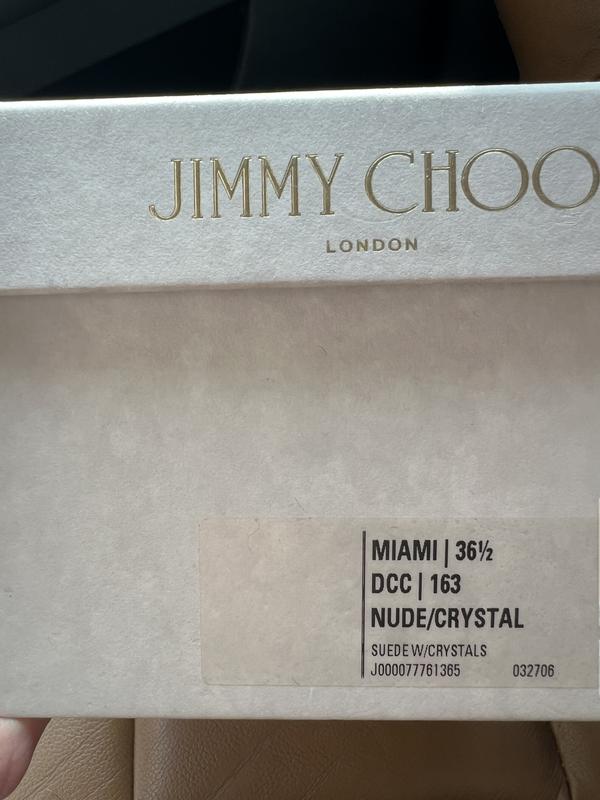 JIMMY CHOO
LONDON
MIAMI | 36½
DCC | 163
NUDE/CRYSTAL
SUEDE W/CRYSTALS
J000077761365 032706